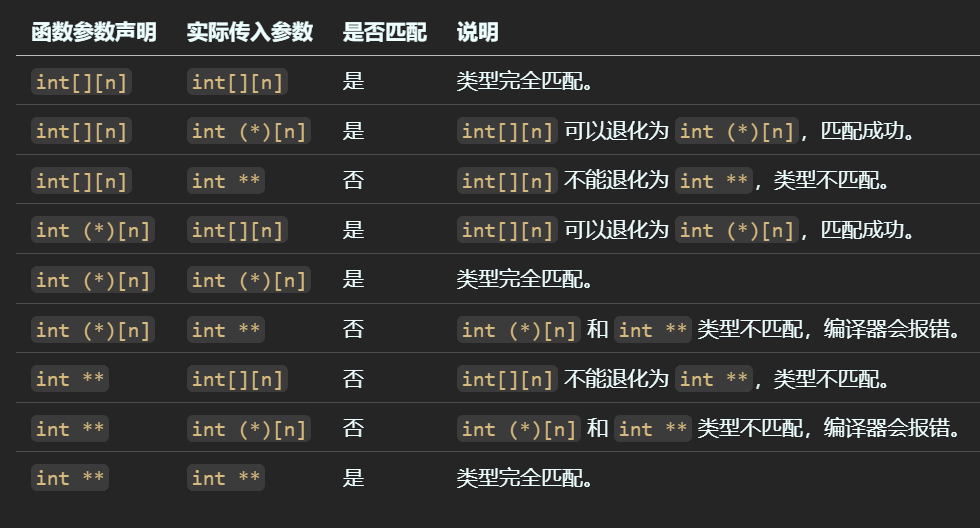 函数参数声明 实际传入参数 是否匹配 说明
int[][n] int[][n] 是 类型完全匹配。
int[][n] int (*)[n] 是 int[][n] 可以退化为 int (*)[n]，匹配成功。
int[][n] int ** 否 int[][n] 不能退化为 int **，类型不匹配。
int (*)[n] int[][n] 是 int[][n] 可以退化为 int (*)[n]，匹配成功。
int (*)[n] int (*)[n] 是 类型完全匹配。
int (*)[n] int ** 否 int (*)[n] 和 int ** 类型不匹配，编译器会报错。
int ** int[][n] 否 int[][n] 不能退化为 int **，类型不匹配。
int ** int (*)[n] 否 int (*)[n] 和 int ** 类型不匹配，编译器会报错。
int ** int ** 是 类型完全匹配。